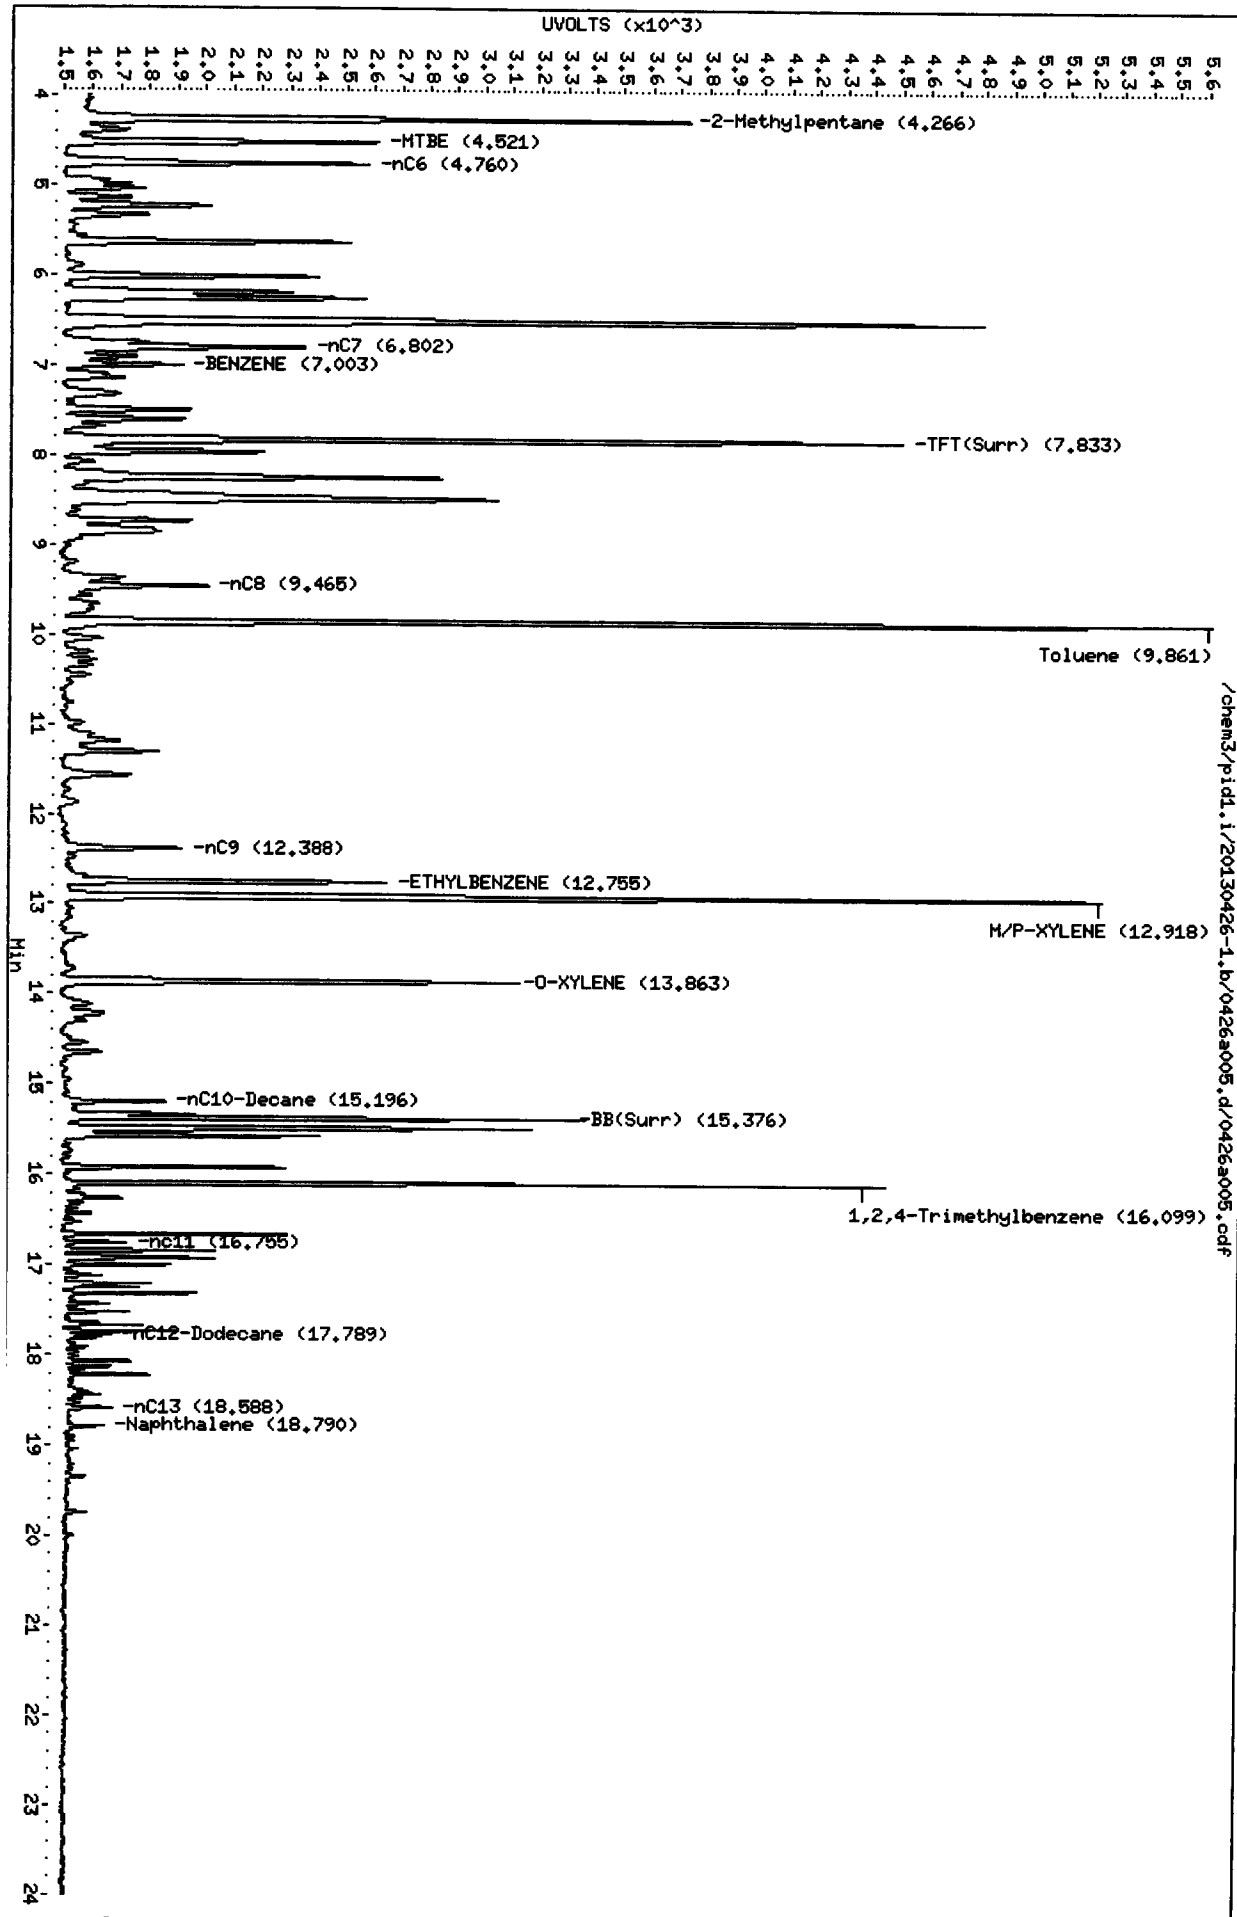 UVOLTS (x10^3)
1.5
1.6
1.7
1.8
1.9
2.0
2.1
2.2
2.3
2.4
2.5
2.6
2.7
2.8
2.9
3.0
3.1
3.2
3.3
3.4
3.5
3.6
3.7
3.8
3.9
4.0
4.1
4.2
4.3
4.4
4.5
4.6
4.7
4.8
4.9
5.0
5.1
5.2
5.3
5.4
5.5
5.6
/chem3/pid1.i/20130426-1.b/0426a005.d/0426a005.cdf
4
-2-Methylpentane (4.266)
-MTBE (4.521)
-nC6 (4.760)
5
6
-nC7 (6.802)
7
-BENZENE (7.003)
-TFT(Surr) (7.833)
8
9
-nC8 (9.465)
10
Toluene (9.861)
11
12
-nC9 (12.388)
-ETHYLBENZENE (12.755)
13
M/P-XYLENE (12.918)
Min
-O-XYLENE (13.863)
14
15
-nC10-Decane (15.196)
-BB(Surr) (15.376)
16
1,2,4-Trimethylbenzene (16.099)
-nc11 (16.755)
17
-nC12-Dodecane (17.789)
18
-nC13 (18.588)
-Naphthalene (18.790)
19
20
21
22
23
24